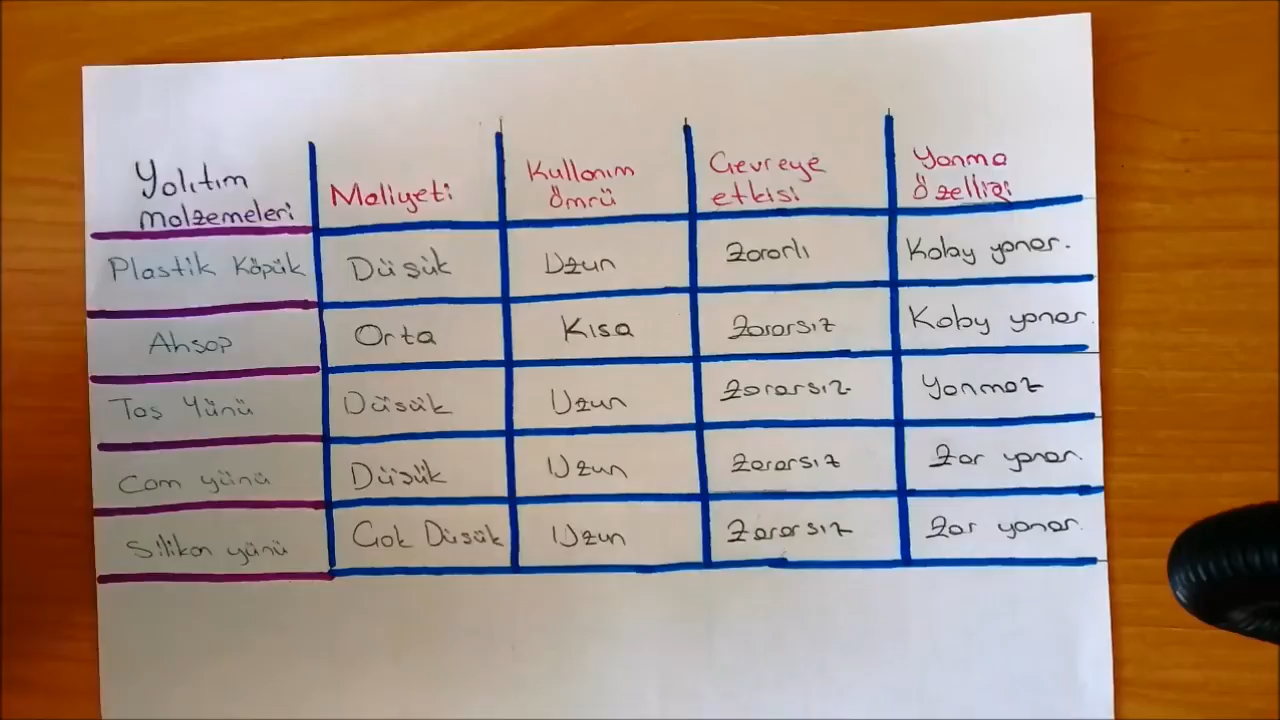 Yalıtım malzemeleri
Maliyeti
Kullanım ömrü
Çevreye etkisi
Yanma özelliği
Plastik Köpük Düşük Uzun Zararlı Kolay yanar.
Ahşap Orta Kısa Zararsız Kolay yanar.
Taş Yünü Düşük Uzun Zararsız Yanmaz
Cam yünü Düşük Uzun Zararsız Zor yanar.
Silikon yünü Çok Düşük Uzun Zararsız Zor yanar.